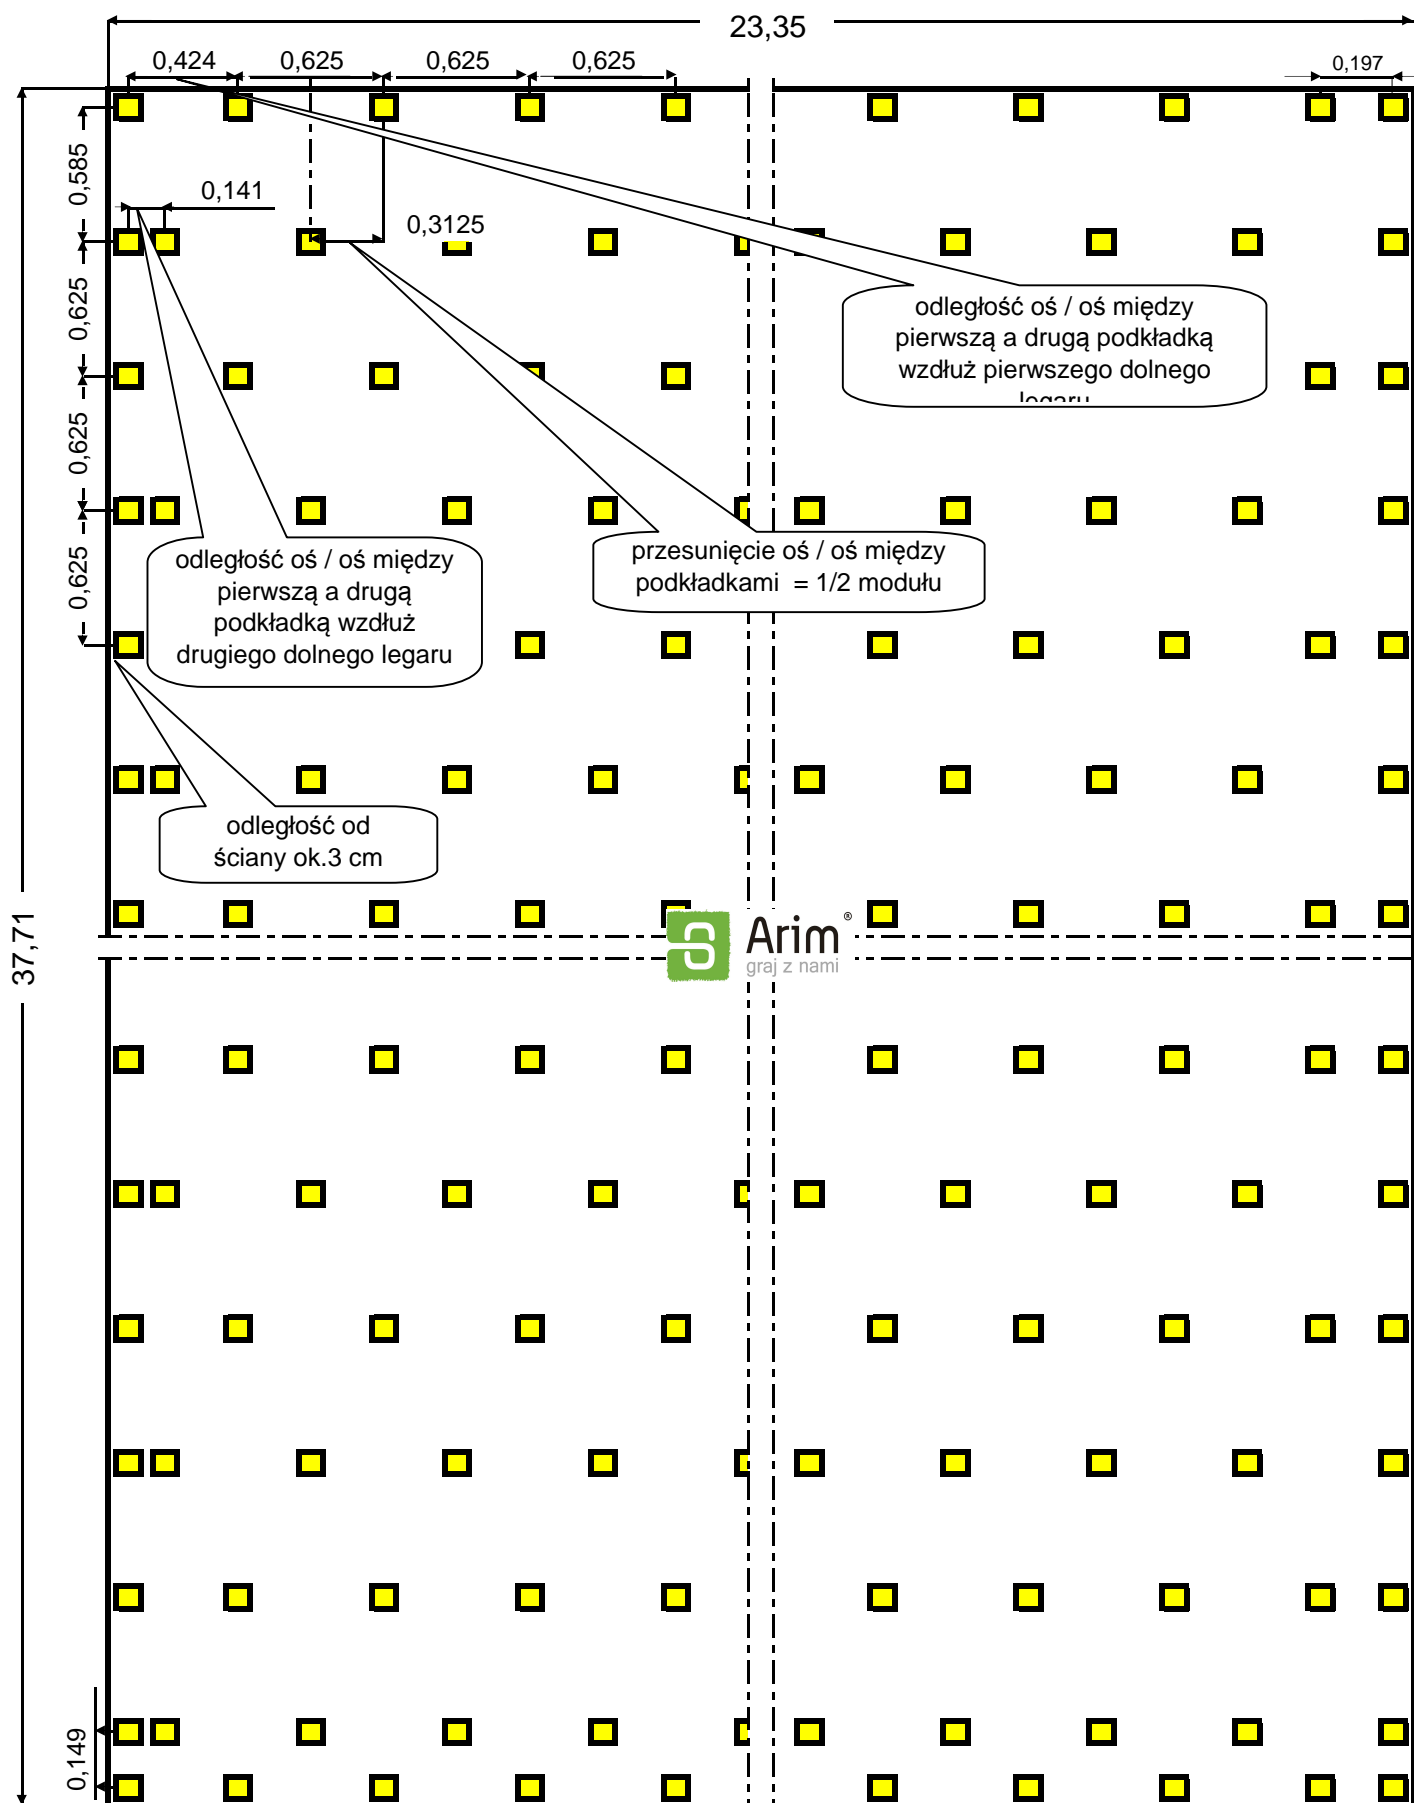 23,35
0,424
0,625
0,625
0,625
0,197
0,585
0,141
0,3125
0,625
odległość oś / oś między
pierwszą a drugą podkładką
wzdłuż pierwszego dolnego
legaru
0,625
0,625
odległość oś / oś między
pierwszą a drugą
podkładką wzdłuż
drugiego dolnego legaru
przesunięcie oś / oś między
podkładkami = 1/2 modułu
odległość od
ściany ok.3 cm
37,71
Arim®
graj z nami
0,149